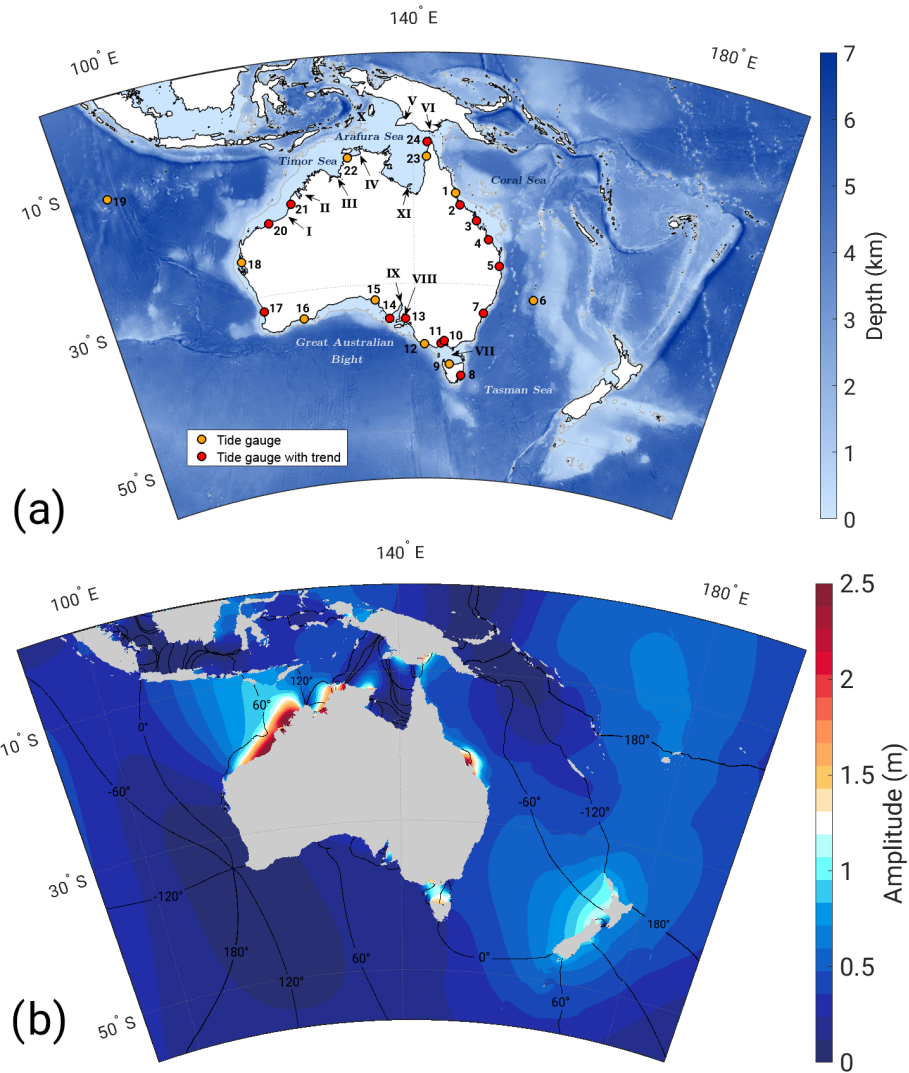 140° E
(a)
100° E
180° E
7
6
5
4
3
2
1
0
Depth (km)
10° S
30° S
50° S
X
V
VI
Arafura Sea
24
Timor Sea
22
23
IV
III
Coral Sea
19
II
XI
1
21
2
20
I
3
4
18
IX
VIII
5
15
6
17
16
14
13
7
Great Australian
Bight
12
11
10
VII
9
8
Tasman Sea
Tide gauge
Tide gauge with trend
140° E
100° E
180° E
2.5
2
1.5
1
0.5
0
Amplitude (m)
120°
60°
0°
10° S
180°
-60°
-60°
-120°
30° S
-120°
180°
180°
60°
0°
120°
60°
50° S
(b)